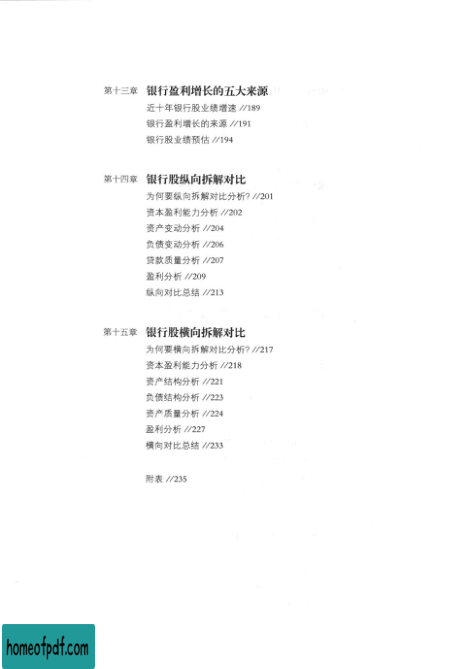 第十三章 银行盈利增长的五大来源
近十年银行股业绩增速 //189
银行盈利增长的来源 //191
银行股业绩预估 //194
第十四章 银行股纵向拆解对比
为何要纵向拆解对比分析? //201
资本盈利能力分析 //202
资产变动分析 //204
负债变动分析 //206
贷款质量分析 //207
盈利分析 //209
纵向对比总结 //213
第十五章 银行股横向拆解对比
为何要横向拆解对比分析? //217
资本盈利能力分析 //218
资产结构分析 //221
负债结构分析 //223
资产质量分析 //224
盈利分析 //227
横向对比总结 //233
附表 //235
homeofpdf.com